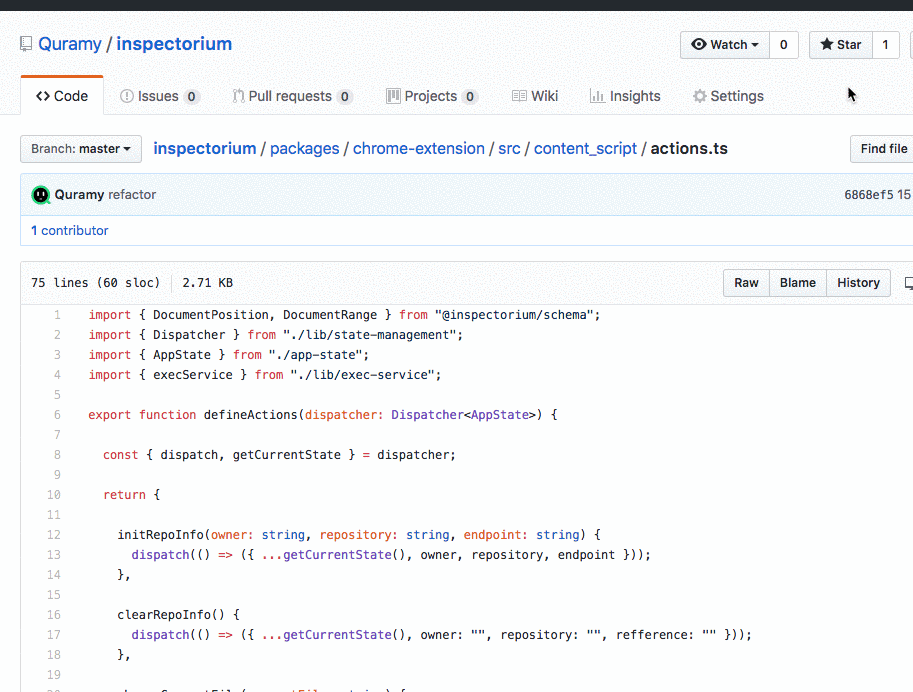 Quramy / inspectorium
Watch 0 Star 1
Code Issues 0 Pull requests 0 Projects 0 Wiki Insights Settings
Branch: master inspectorium / packages / chrome-extension / src / content_script / actions.ts Find file
Quramy refactor 6868ef5 15
1 contributor
75 lines (60 sloc) 2.71 KB Raw Blame History
1 import { DocumentPosition, DocumentRange } from "@inspectorium/schema";
2 import { Dispatcher } from "./lib/state-management";
3 import { AppState } from "./app-state";
4 import { execService } from "./lib/exec-service";
5
6 export function defineActions(dispatcher: Dispatcher<AppState>) {
7
8 const { dispatch, getCurrentState } = dispatcher;
9
10 return {
11
12 initRepoInfo(owner: string, repository: string, endpoint: string) {
13 dispatch(() => ({ ...getCurrentState(), owner, repository, endpoint }));
14 },
15
16 clearRepoInfo() {
17 dispatch(() => ({ ...getCurrentState(), owner: "", repository: "", refference: "" }));
18 },
19